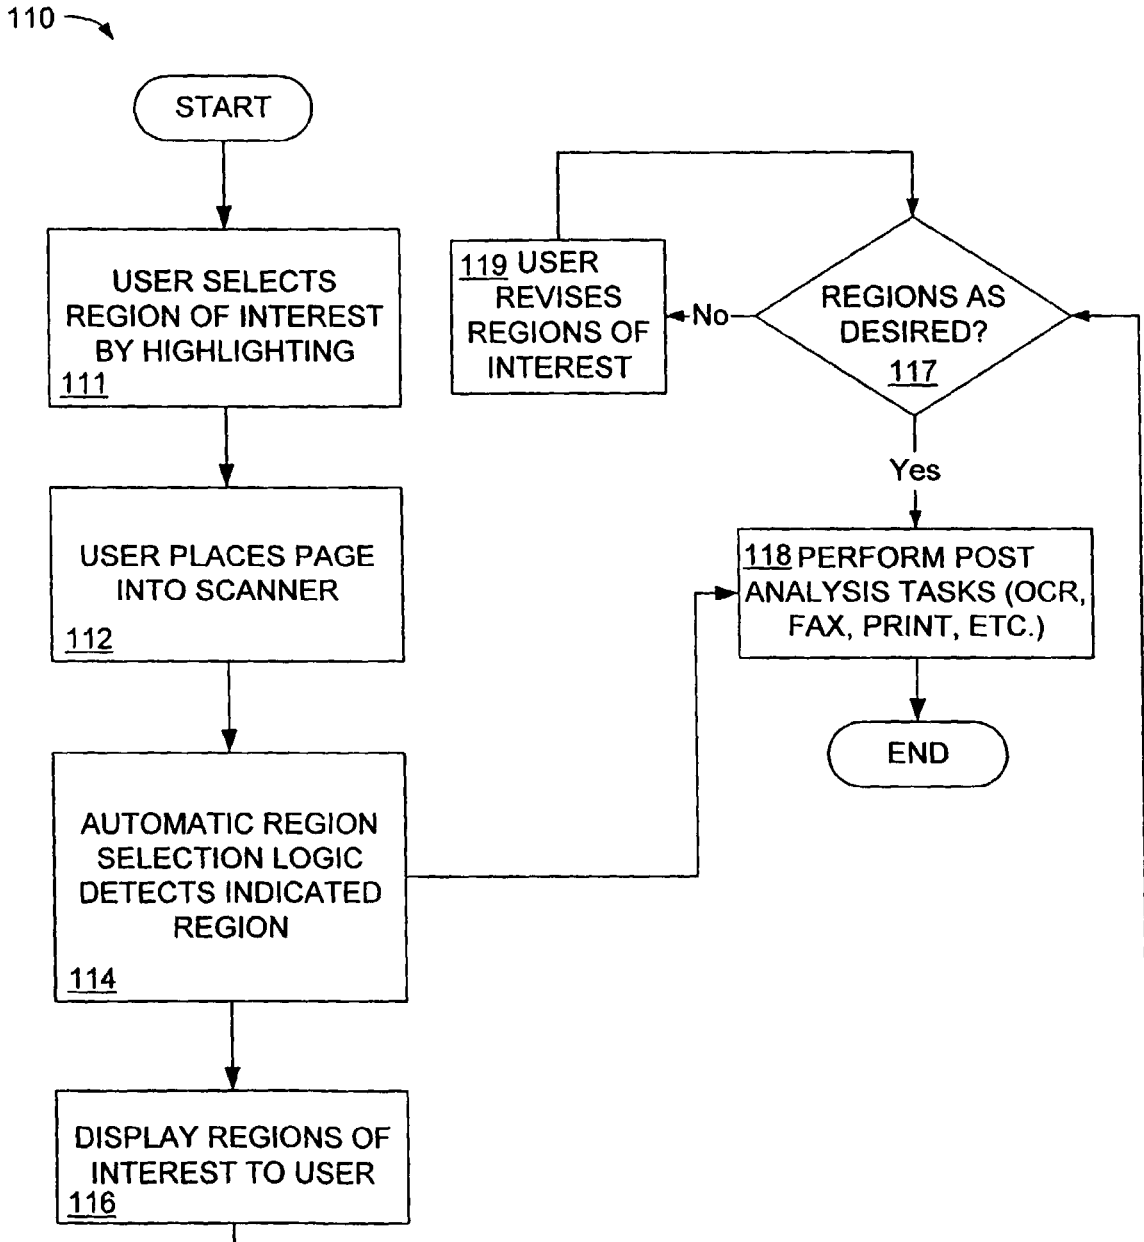 110
START
USER SELECTS
REGION OF INTEREST
BY HIGHLIGHTING
111
USER PLACES PAGE
INTO SCANNER
112
AUTOMATIC REGION
SELECTION LOGIC
DETECTS INDICATED
REGION
114
DISPLAY REGIONS OF
INTEREST TO USER
116
119 USER
REVISES
REGIONS OF
INTEREST
No
REGIONS AS
DESIRED?
117
Yes
118 PERFORM POST
ANALYSIS TASKS (OCR,
FAX, PRINT, ETC.)
END